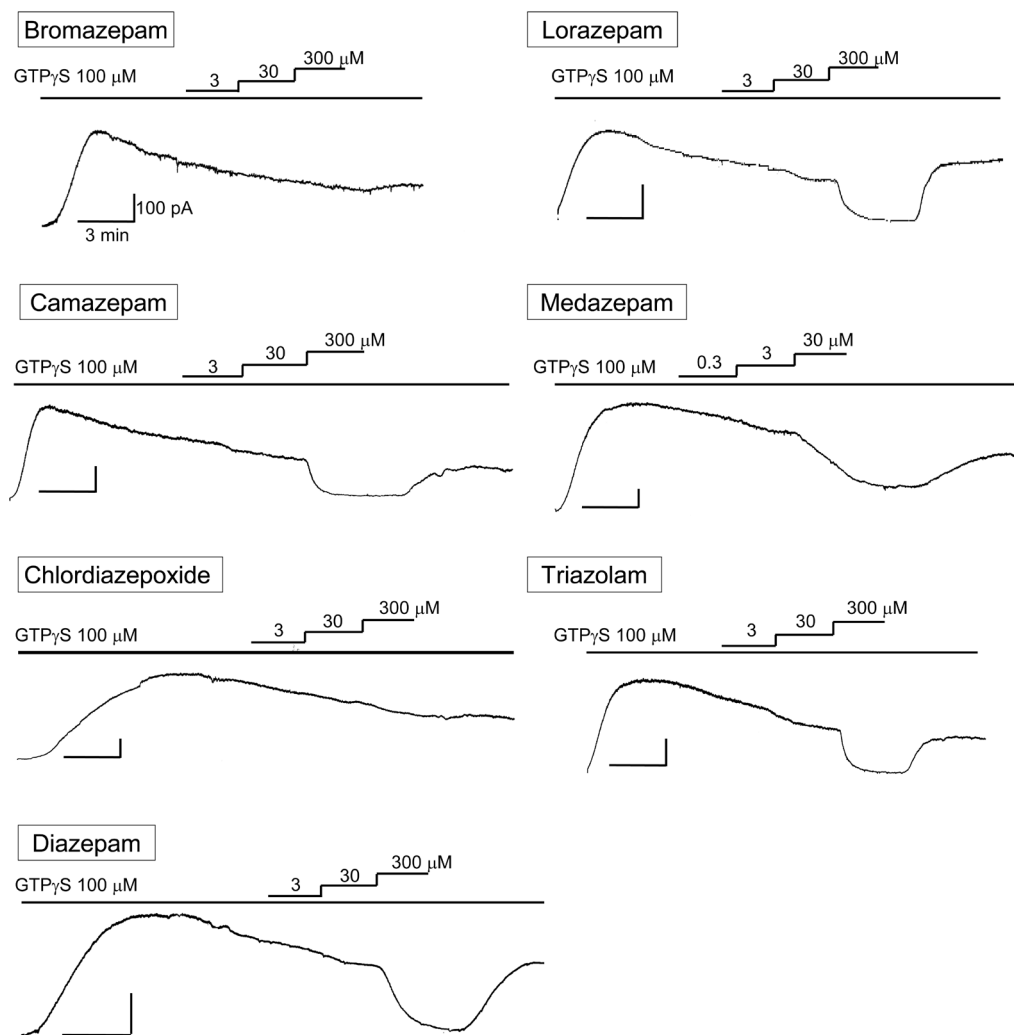 Bromazepam
300 μM
30
3
GTPγS 100 μM
100 pA
3 min
Lorazepam
300 μM
30
3
GTPγS 100 μM
Camazepam
300 μM
30
3
GTPγS 100 μM
Medazepam
30 μM
3
0.3
GTPγS 100 μM
Chlordiazepoxide
300 μM
30
3
GTPγS 100 μM
Triazolam
300 μM
30
3
GTPγS 100 μM
Diazepam
300 μM
30
3
GTPγS 100 μM